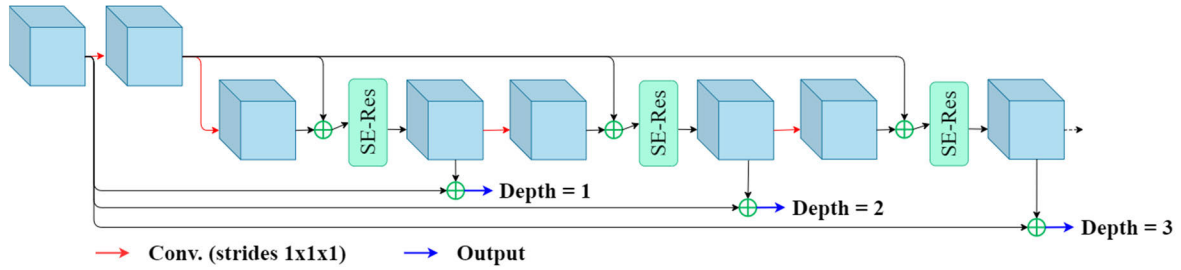 SE-Res
SE-Res
SE-Res
Depth = 1
Depth = 2
Depth = 3
Conv. (strides 1x1x1)
Output